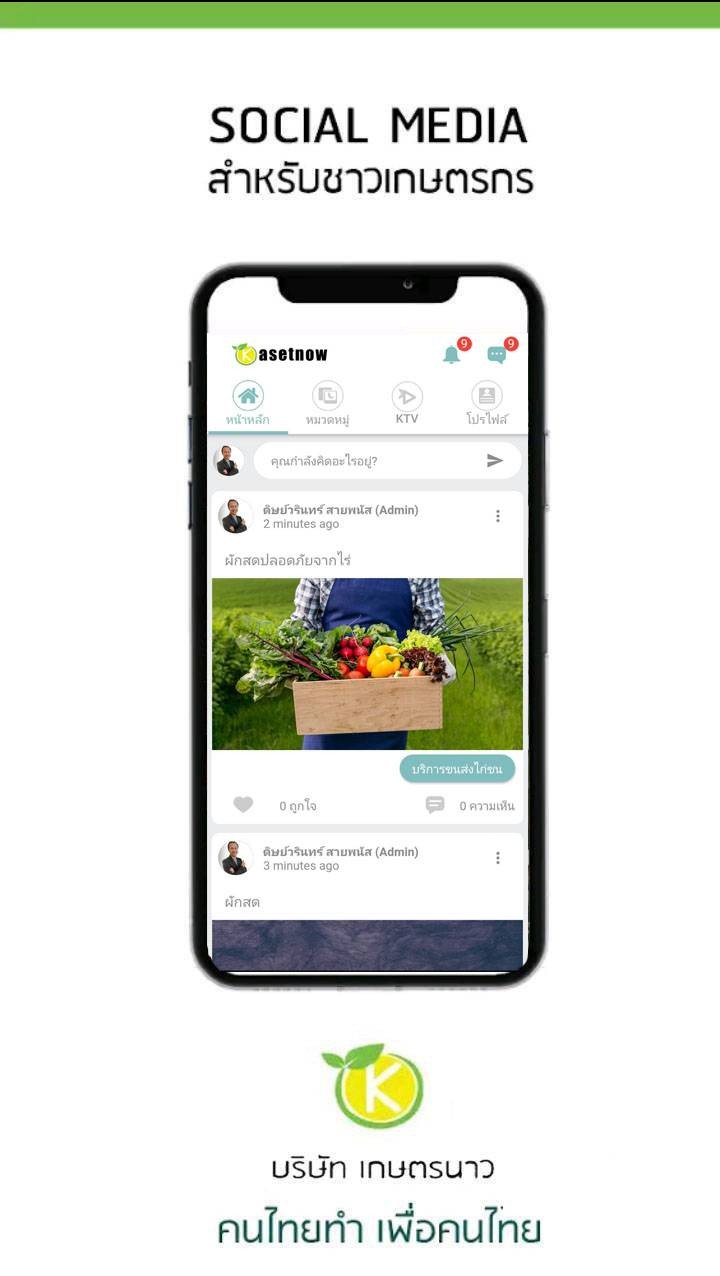 SOCIAL MEDIA
สำหรับชาวเกษตรกร
K asetnow
9
9
หน้าหลัก
หมวดหมู่
KTV
โปรไฟล์
คุณกำลังคิดอะไรอยู่?
ดิษย์วรินทร์ สายพนัส (Admin)
2 minutes ago
ผักสดปลอดภัยจากไร่
บริการขนส่งไก่ชน
0 ถูกใจ
0 ความเห็น
ดิษย์วรินทร์ สายพนัส (Admin)
3 minutes ago
ผักสด
K
บริษัท เกษตรนาว
คนไทยทำ เพื่อคนไทย